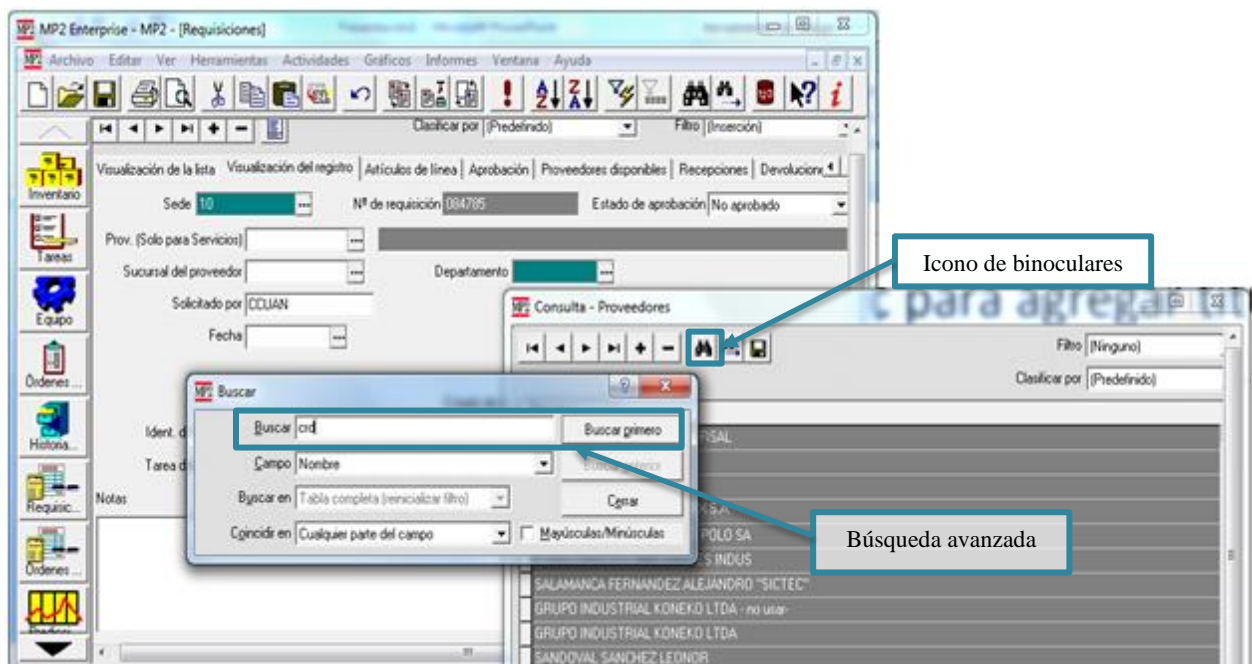 MP2 Enterprise - MP2 - [Requisiciones]
Archivo Editar Ver Herramientas Actividades Gráficos Informes Ventana Ayuda
Clasificar por (Predefinido) Filtro (Inserción)
Visualización de la lista Visualización del registro Artículos de línea Aprobación Proveedores disponibles Recepciones Devolucione
Inventario
Sede 10 Nº de requisición 084785 Estado de aprobación No aprobado
Prov. (Solo para Servicios)
Tareas
Sucursal del proveedor Departamento
Solicitado por CCUAN
Equipo
Fecha
Icono de binoculares
para agregar tít
Consulta - Proveedores
Filtro (Ninguno)
Clasificar por (Predefinido)
Órdenes ...
Buscar
Buscar crd Buscar primero
Campo Nombre
Buscar en Tabla completa (reinicializar filtro) Cerrar
Coincidir en Cualquier parte del campo Mayúsculas/Minúsculas
Historia...
Ident. d
Tarea d
Requisic...
Notas
Órdenes ...
RSAL
S.A
POLO SA
S INDUS
SALAMANCA FERNANDEZ ALEJANDRO "SICTEC"
GRUPO INDUSTRIAL KONEKO LTDA - no usar-
GRUPO INDUSTRIAL KONEKO LTDA
SANDOVAL SANCHEZ LEONOR
Búsqueda avanzada